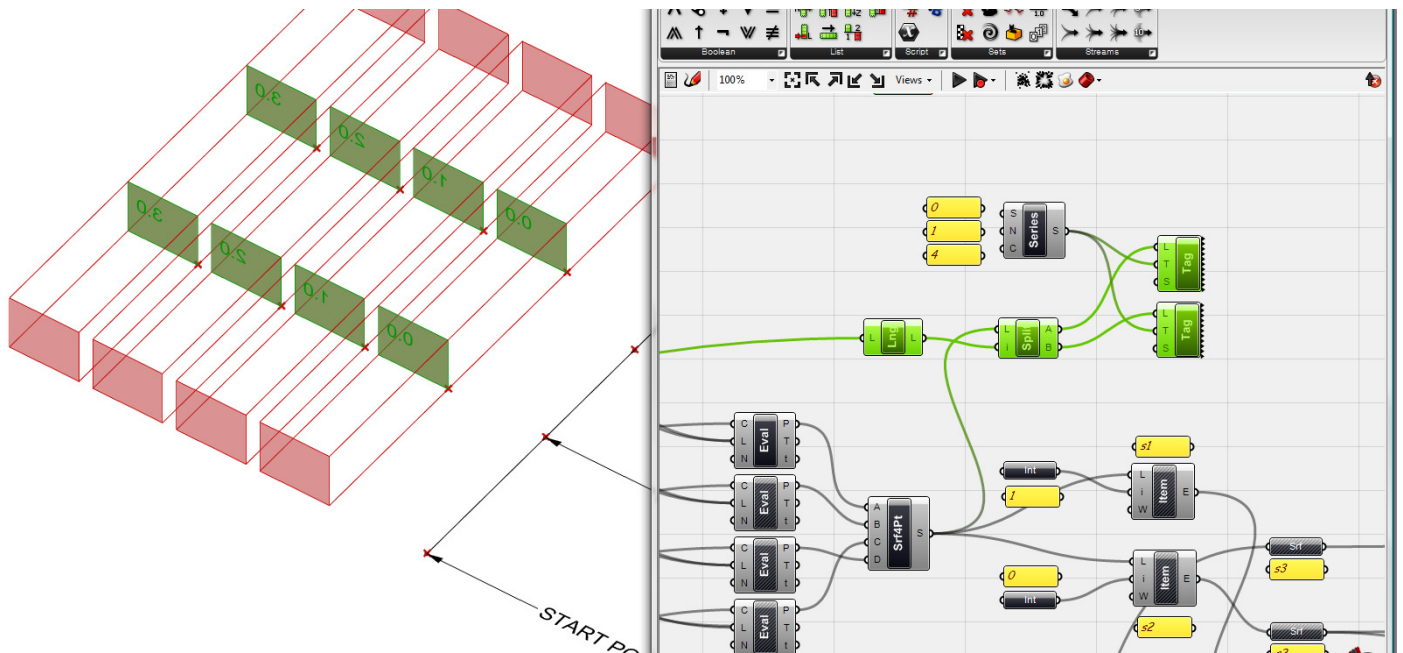 Boolean
List
Script
Sets
Streams
100%
Views
3.0
2.0
1.0
0.0
3.0
2.0
1.0
0.0
START PO
0
1
4
S
N
C
Series
S
L
T
S
Tag
L
T
S
Tag
L
Lng
L
L
i
Split
A
B
C
L
N
Eval
P
T
t
C
L
N
Eval
P
T
t
C
L
N
Eval
P
T
t
C
L
N
Eval
P
T
t
A
B
C
D
Srf4Pt
S
s1
Int
1
L
i
W
Item
E
0
Int
L
i
W
Item
E
s2
Srf
s3
Srf